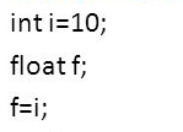 int i=10;
float f;
f=i;